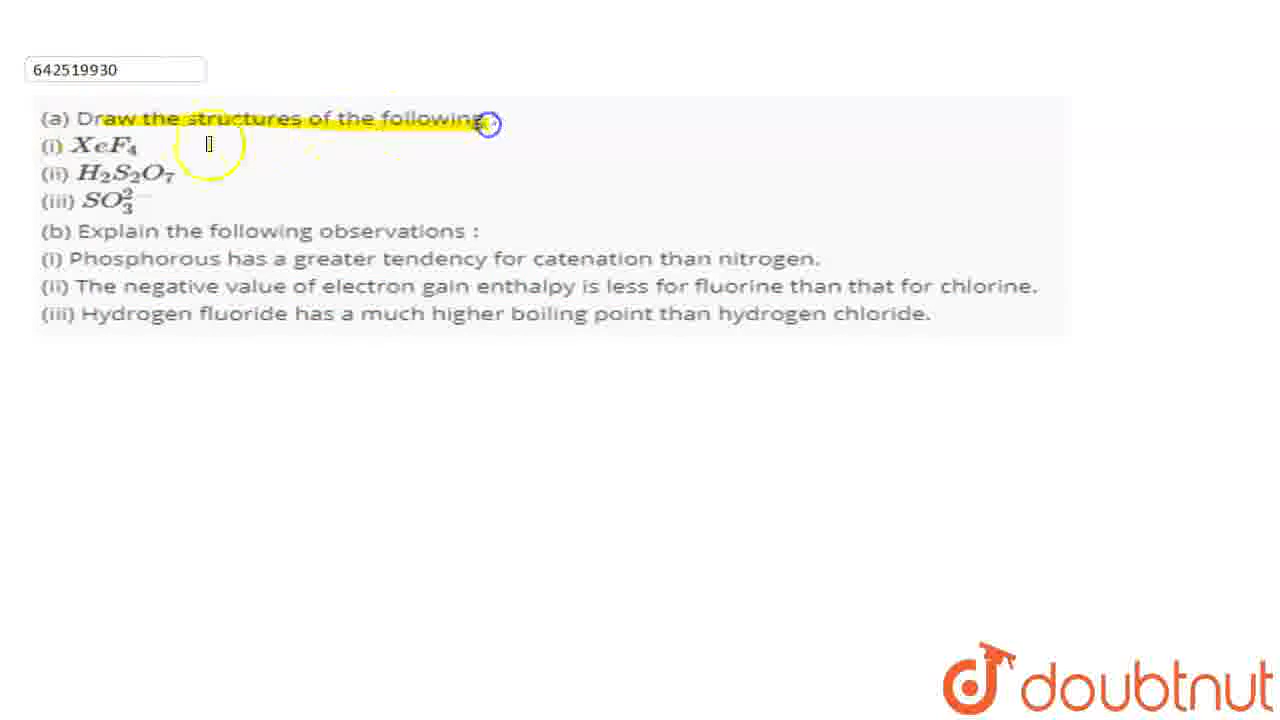 642519930
(a) Draw the structures of the following.
(i) XeF₄
(ii) H₂S₂O₇
(iii) SO₃²⁻
(b) Explain the following observations :
(i) Phosphorous has a greater tendency for catenation than nitrogen.
(ii) The negative value of electron gain enthalpy is less for fluorine than that for chlorine.
(iii) Hydrogen fluoride has a much higher boiling point than hydrogen chloride.
doubtnut